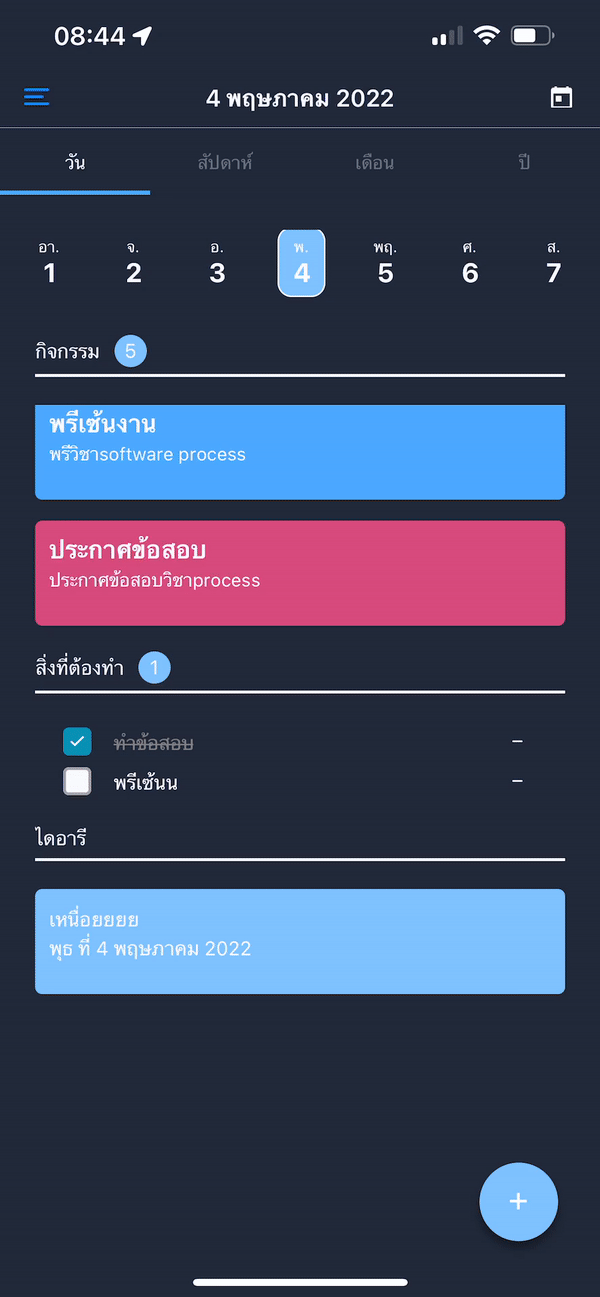 08:44
4 พฤษภาคม 2022
วัน สัปดาห์ เดือน ปี
อา. จ. อ. พ. พฤ. ศ. ส.
1 2 3 4 5 6 7
กิจกรรม 5
พรีเซ้นงาน
พรีวิชาsoftware process
ประกาศข้อสอบ
ประกาศข้อสอบวิชาprocess
สิ่งที่ต้องทำ 1
ทำข้อสอบ
พรีเซ้นน
ไดอารี
เหนื่อยยยย
พุธ ที่ 4 พฤษภาคม 2022